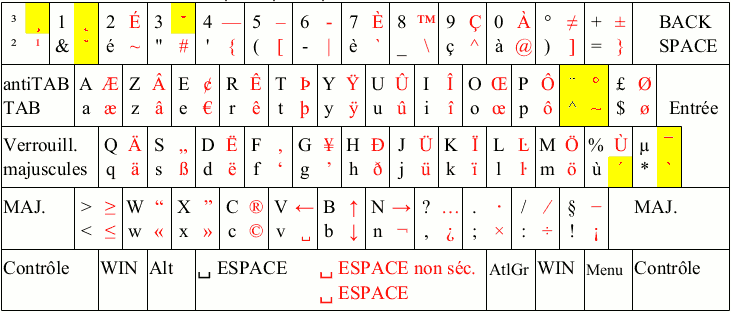 ³ ¸ 1 ˛ 2 É 3 ˘ 4 — 5 – 6 - 7 È 8 ™ 9 Ç 0 À ° ≠ + ± BACK
² ¹ & ˛ é ~ " # ' { ( [ - | è ` _ \ ç ^ à @ ) ] = } SPACE
antiTAB A Æ Z Â E ¢ R Ê T Þ Y Ÿ U Û I Î O Œ P Ô ¨ ° £ Ø
TAB a æ z â e € r ê t þ y ÿ u û i î o œ p ô ^ ~ $ ø Entrée
Verrouill. Q Ä S „ D Ë F ‚ G ¥ H Ð J Ü K Ï L Ŀ M Ö % Ù µ ¯
majuscules q ä s ß d ë f ‘ g ’ h ð j ü k ï l ŀ m ö ù ´ * `
MAJ. > ≥ W “ X ” C ® V ← B ↑ N → ? … . · / ⁄ § − MAJ.
< ≤ w « x » c © v ␣ b ↓ n ¬ , ¿ ; × : ÷ ! ¡
Contrôle WIN Alt ␣ ESPACE ␣ ESPACE non séc. AtlGr WIN Menu Contrôle
␣ ESPACE